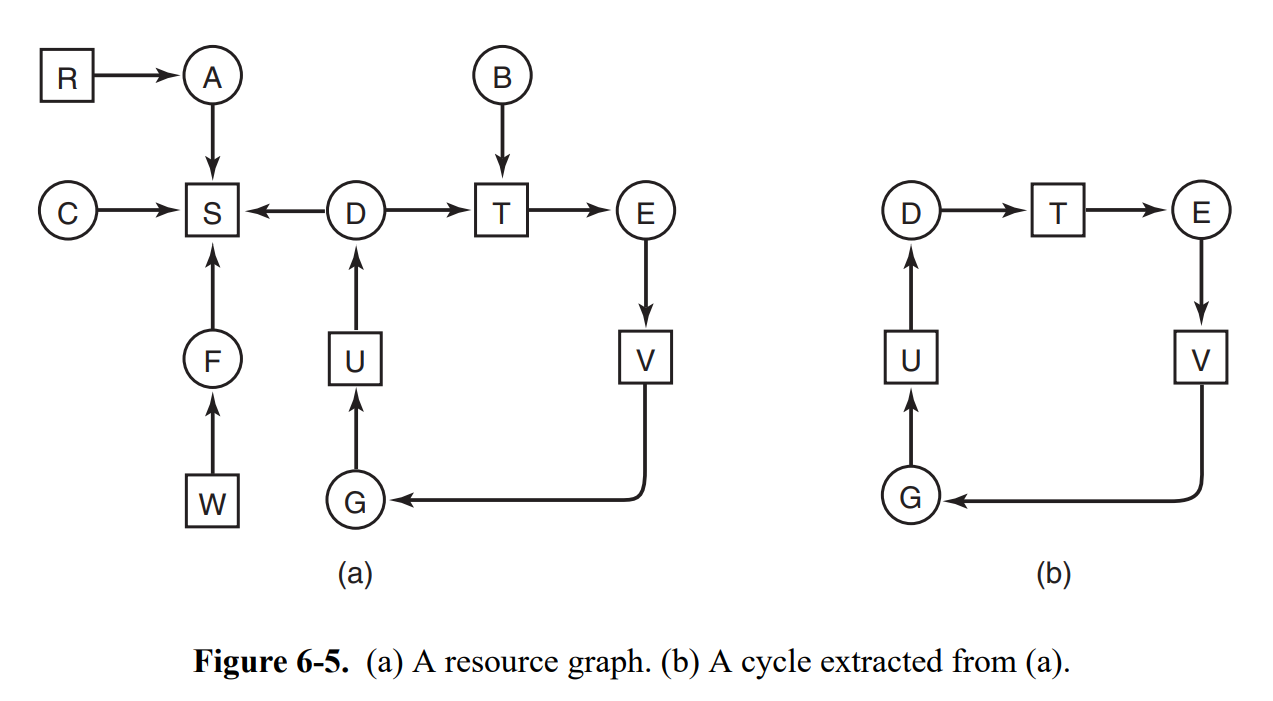 R A B
C S D T E D T E
F U V U V
W G G
(a) (b)
Figure 6-5. (a) A resource graph. (b) A cycle extracted from (a).